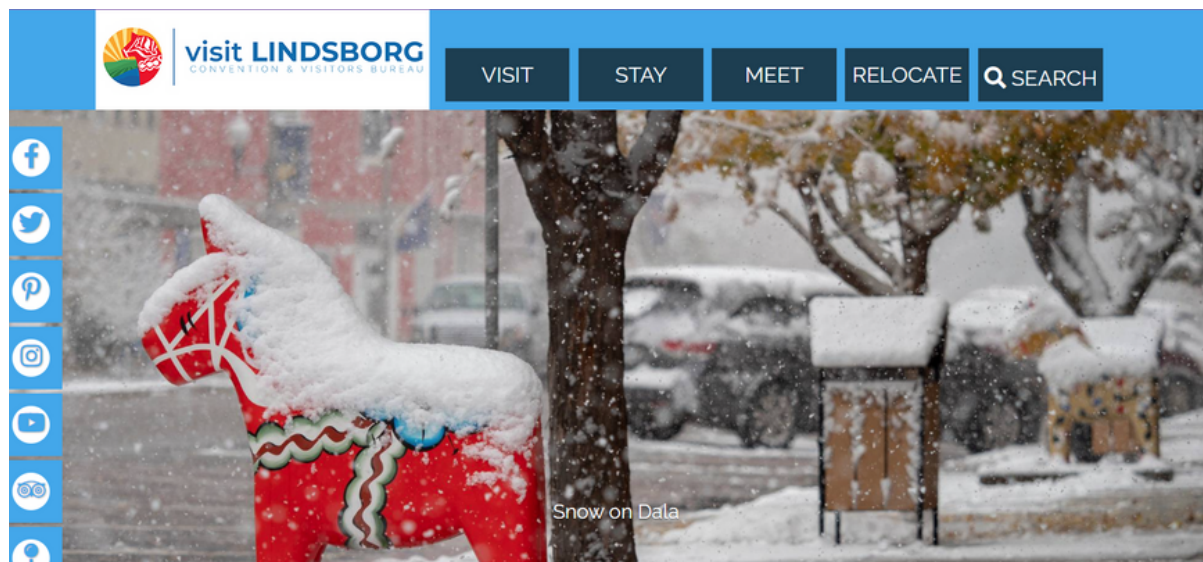 visit LINDSBORG
CONVENTION & VISITORS BUREAU
VISIT
STAY
MEET
RELOCATE
SEARCH
Snow on Dala